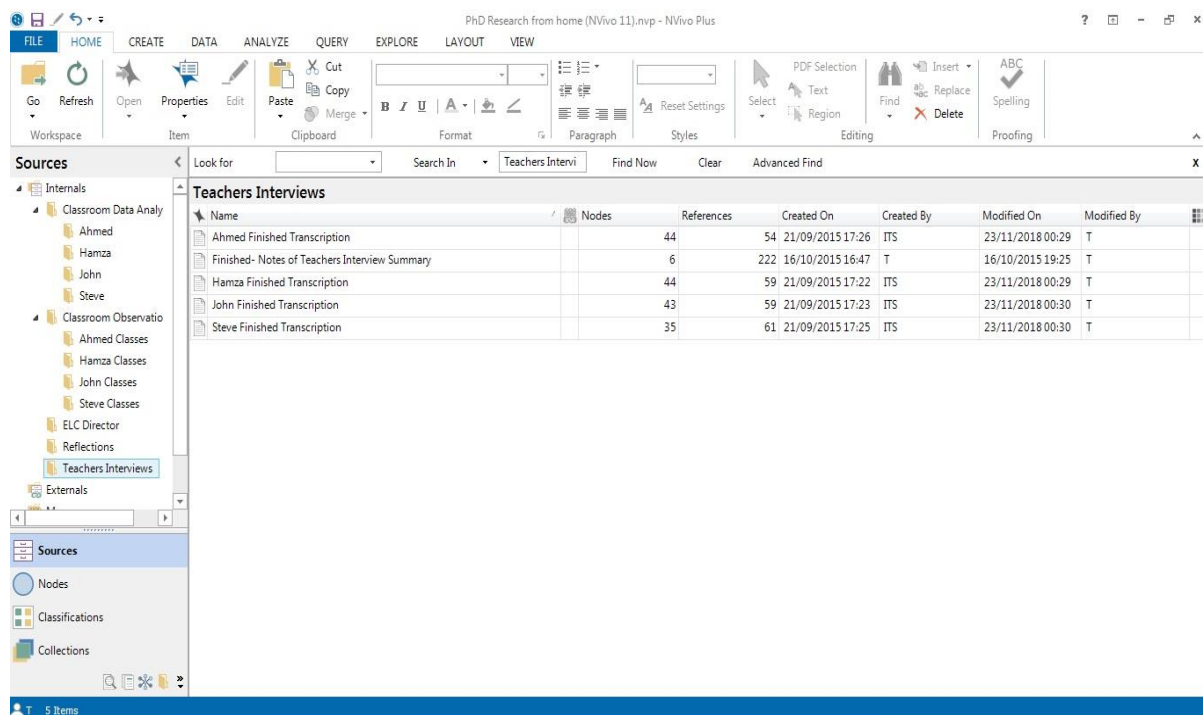 PhD Research from home (NVivo 11).nvp - NVivo Plus
FILE HOME CREATE DATA ANALYZE QUERY EXPLORE LAYOUT VIEW
Go Refresh Open Properties Edit Paste Cut Copy Merge
B I U A
A Reset Settings
Select PDF Selection Text Region
Find Insert Replace Delete
ABC Spelling
Workspace Item Clipboard Format Paragraph Styles Editing Proofing
Sources Look for Search In Teachers Intervi Find Now Clear Advanced Find x
Internals
Classroom Data Analy
Ahmed
Hamza
John
Steve
Classroom Observatio
Ahmed Classes
Hamza Classes
John Classes
Steve Classes
ELC Director
Reflections
Teachers Interviews
Externals
Teachers Interviews
Name Nodes References Created On Created By Modified On Modified By
Ahmed Finished Transcription 44 54 21/09/2015 17:26 ITS 23/11/2018 00:29 T
Finished- Notes of Teachers Interview Summary 6 222 16/10/2015 16:47 T 16/10/2015 19:25 T
Hamza Finished Transcription 44 59 21/09/2015 17:22 ITS 23/11/2018 00:29 T
John Finished Transcription 43 59 21/09/2015 17:23 ITS 23/11/2018 00:30 T
Steve Finished Transcription 35 61 21/09/2015 17:25 ITS 23/11/2018 00:30 T
Sources
Nodes
Classifications
Collections
T 5 Items